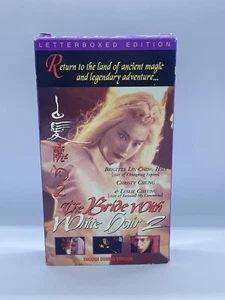 LETTERBOXED EDITION
Return to the land of ancient magic
and legendary adventure...
白髮魔女
BRIGITTE LIN CHING HSIA
CHRISTY CHUNG
& LESLIE CHEUNG
The Bride With
White Hair 2